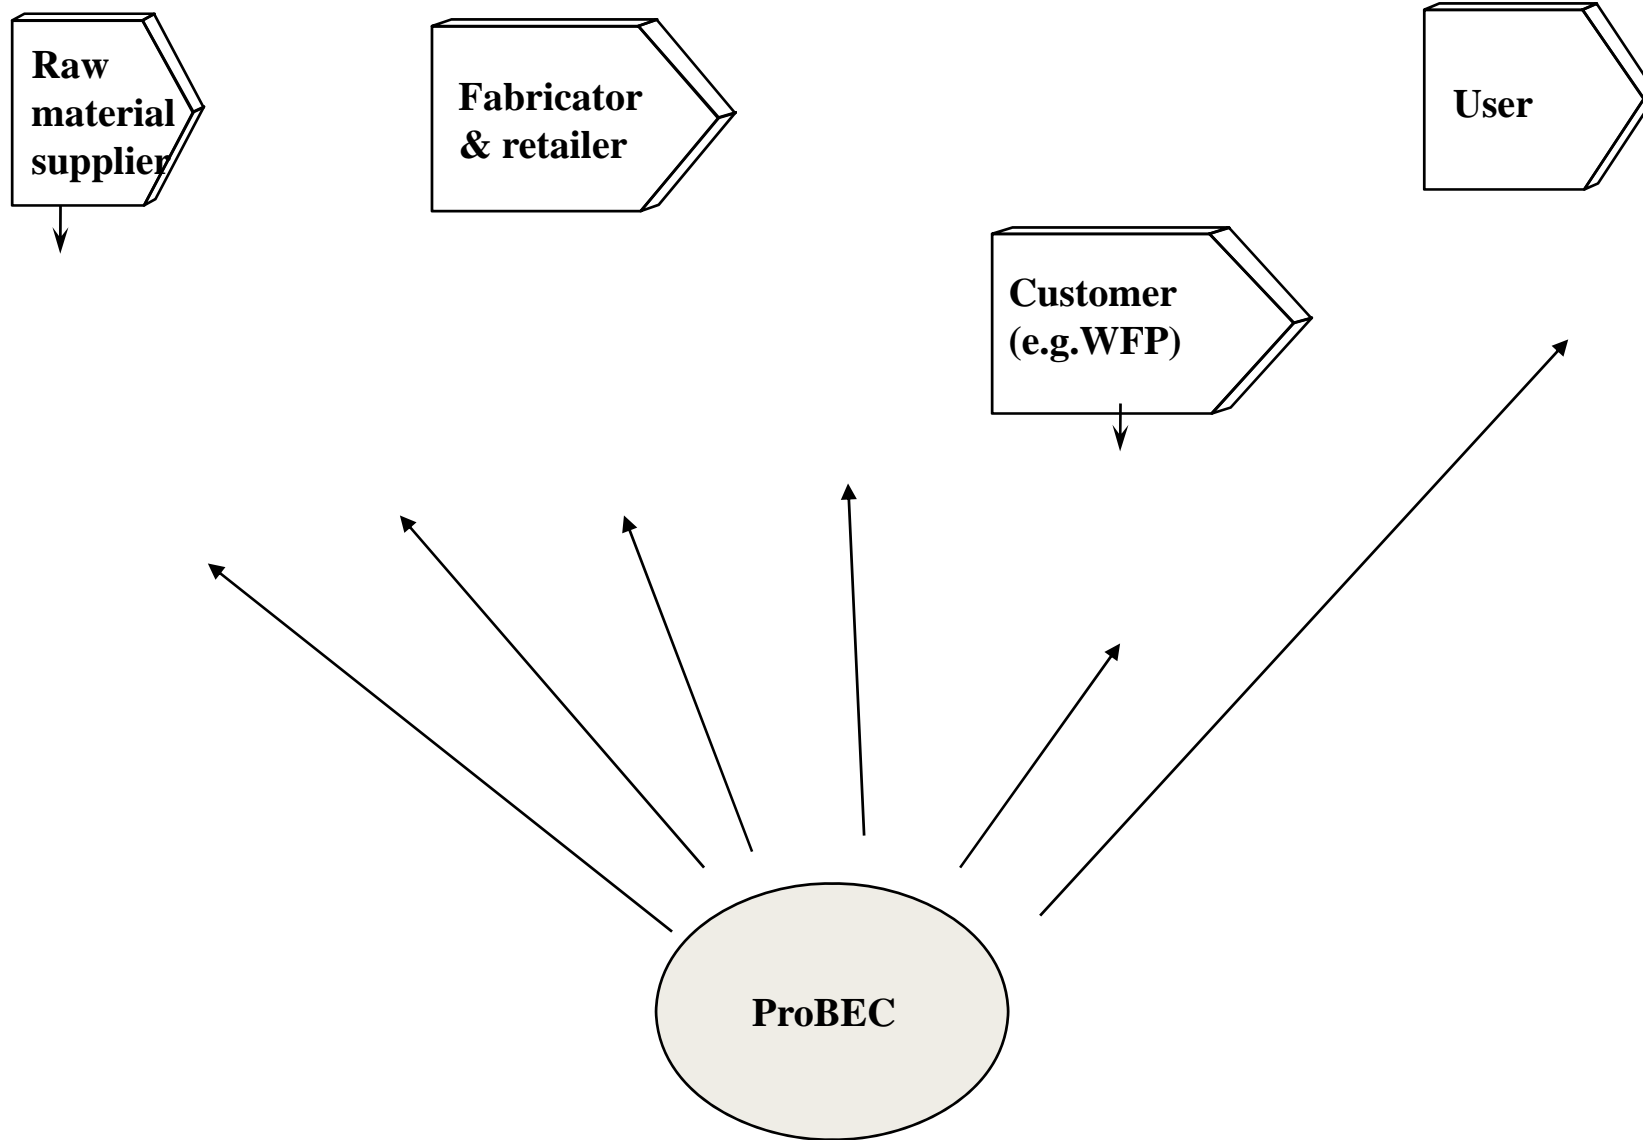 Raw
material
supplier
Fabricator
& retailer
User
Customer
(e.g.WFP)
ProBEC